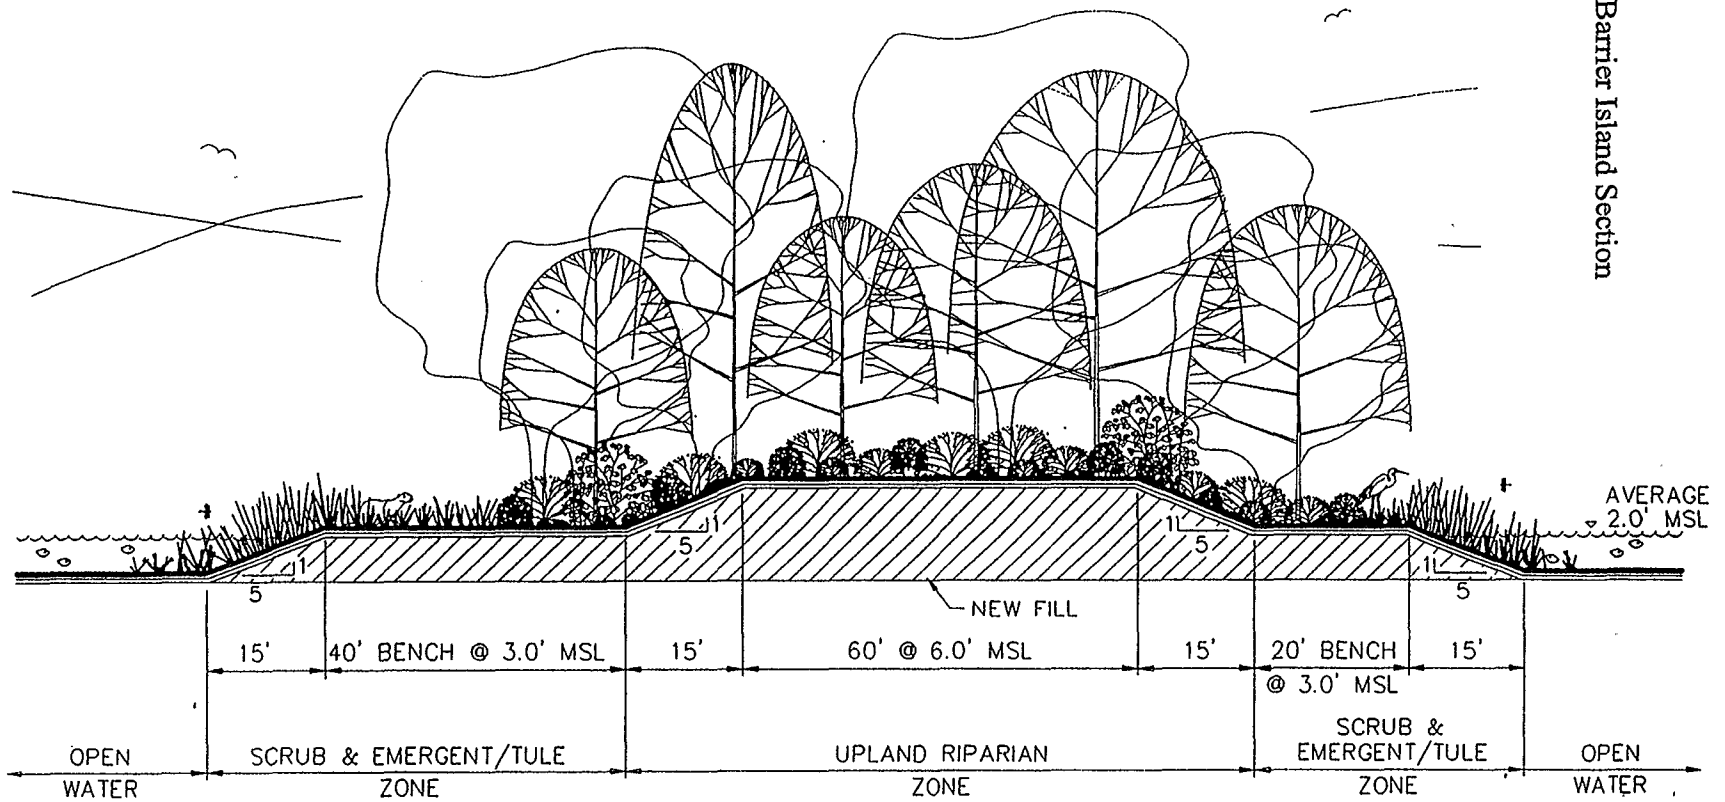 Barrier Island Section
AVERAGE
2.0' MSL
1
5
1
5
1
5
1
5
NEW FILL
15'
40' BENCH @ 3.0' MSL
15'
60' @ 6.0' MSL
15'
20' BENCH
@ 3.0' MSL
15'
OPEN
WATER
SCRUB & EMERGENT/TULE
ZONE
UPLAND RIPARIAN
ZONE
SCRUB &
EMERGENT/TULE
ZONE
OPEN
WATER